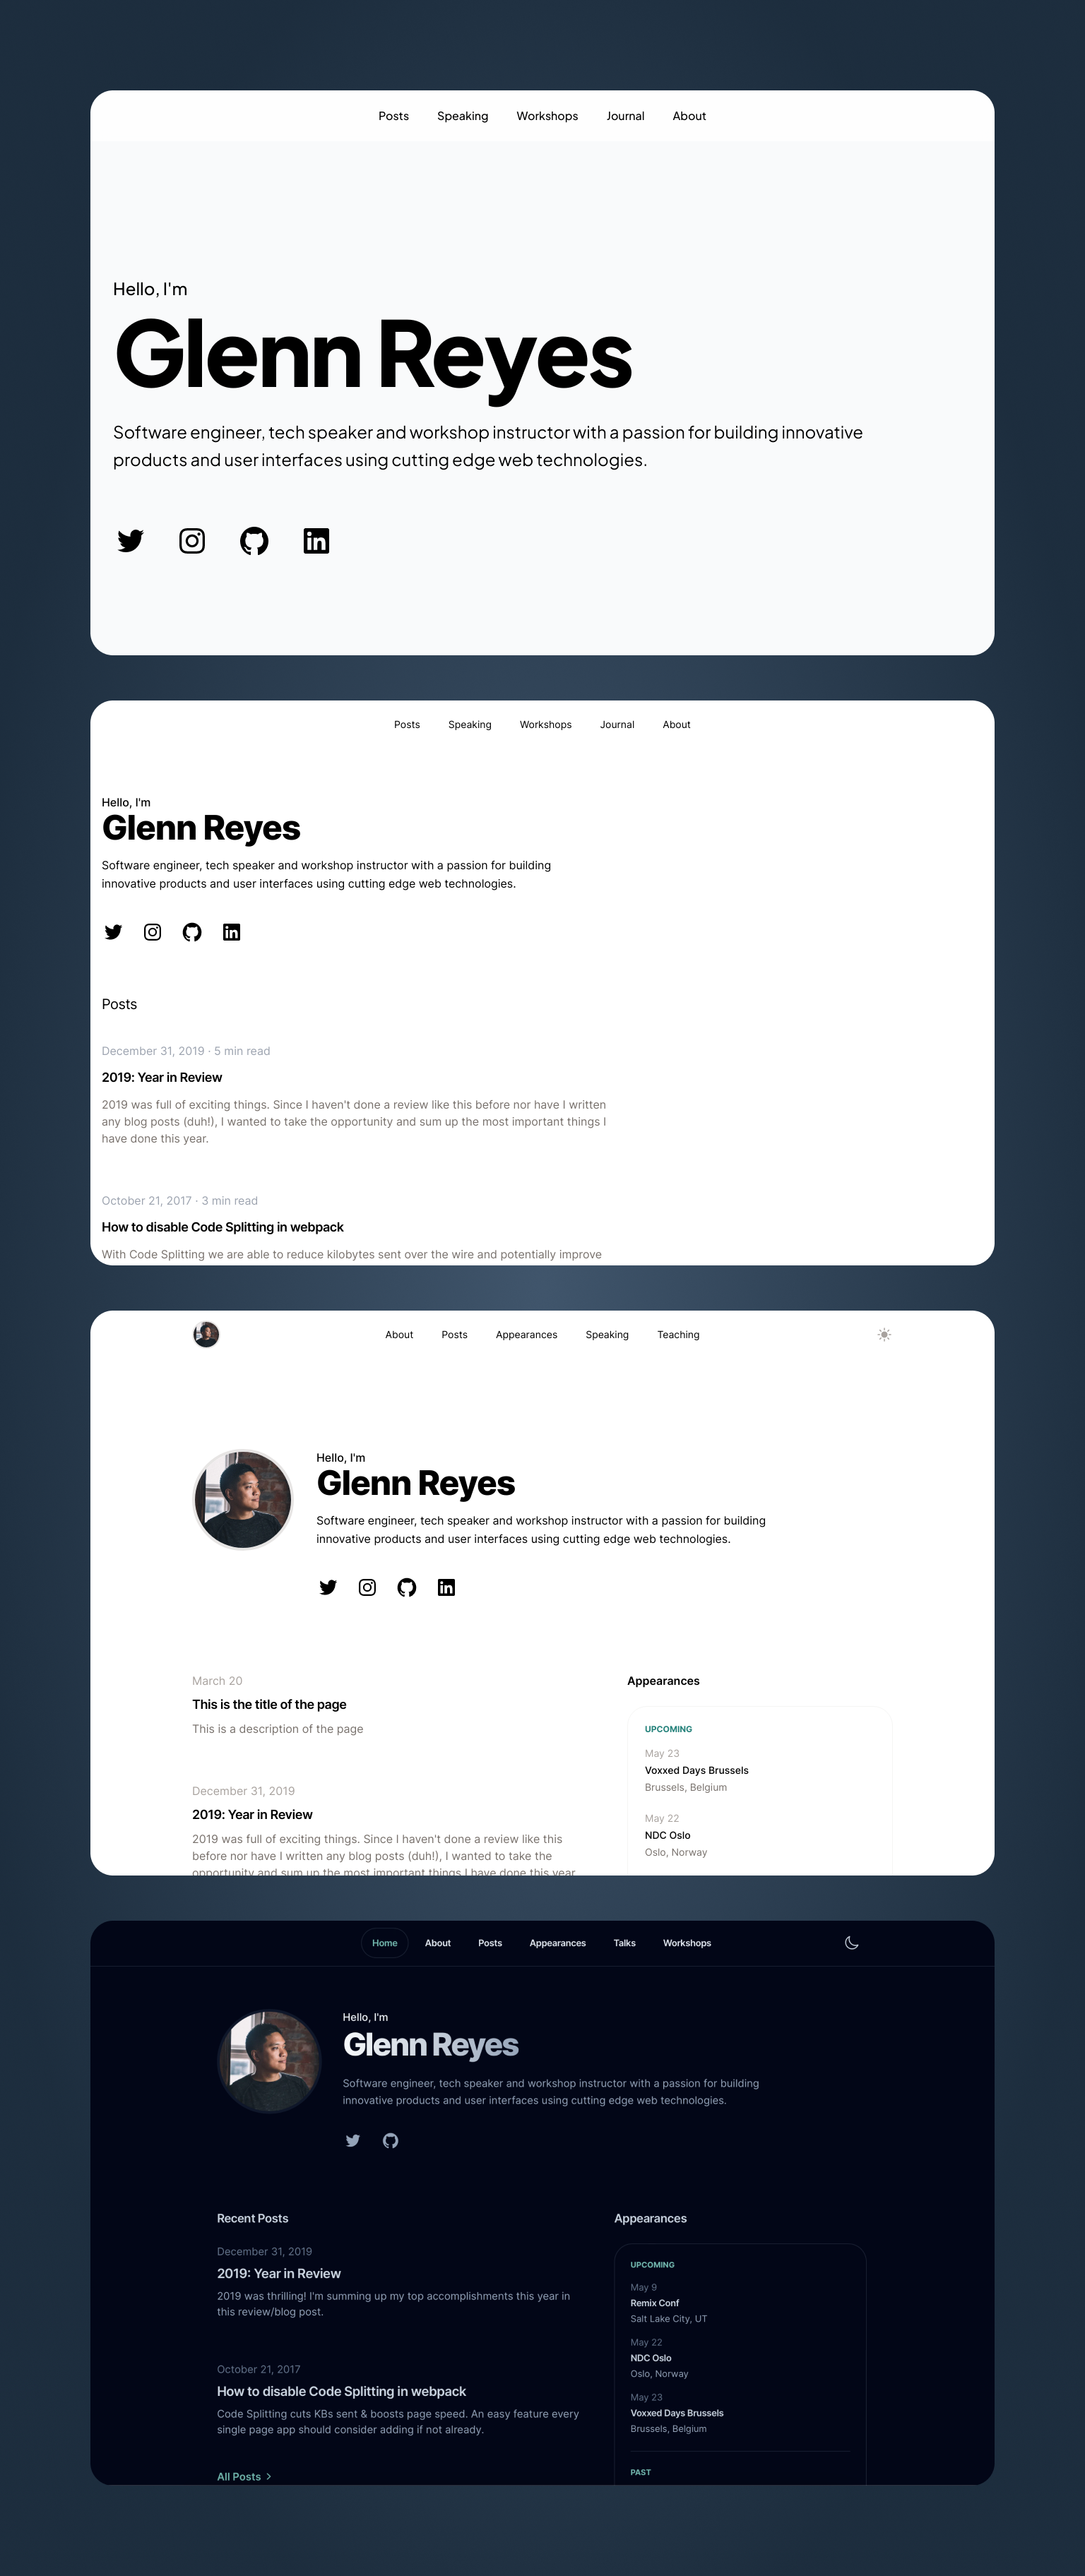 Posts Speaking Workshops Journal About
Hello, I'm
Glenn Reyes
Software engineer, tech speaker and workshop instructor with a passion for building innovative
products and user interfaces using cutting edge web technologies.
Posts Speaking Workshops Journal About
Hello, I'm
Glenn Reyes
Software engineer, tech speaker and workshop instructor with a passion for building
innovative products and user interfaces using cutting edge web technologies.
Posts
December 31, 2019 · 5 min read
2019: Year in Review
2019 was full of exciting things. Since I haven't done a review like this before nor have I written
any blog posts (duh!), I wanted to take the opportunity and sum up the most important things I
have done this year.
October 21, 2017 · 3 min read
How to disable Code Splitting in webpack
With Code Splitting we are able to reduce kilobytes sent over the wire and potentially improve
About Posts Appearances Speaking Teaching
Hello, I'm
Glenn Reyes
Software engineer, tech speaker and workshop instructor with a passion for building
innovative products and user interfaces using cutting edge web technologies.
March 20
This is the title of the page
This is a description of the page
December 31, 2019
2019: Year in Review
2019 was full of exciting things. Since I haven't done a review like this
before nor have I written any blog posts (duh!), I wanted to take the
opportunity and sum up the most important things I have done this year
Appearances
UPCOMING
May 23
Voxxed Days Brussels
Brussels, Belgium
May 22
NDC Oslo
Oslo, Norway
Home About Posts Appearances Talks Workshops
Hello, I'm
Glenn Reyes
Software engineer, tech speaker and workshop instructor with a passion for building
innovative products and user interfaces using cutting edge web technologies.
Recent Posts
December 31, 2019
2019: Year in Review
2019 was thrilling! I'm summing up my top accomplishments this year in
this review/blog post.
October 21, 2017
How to disable Code Splitting in webpack
Code Splitting cuts KBs sent & boosts page speed. An easy feature every
single page app should consider adding if not already.
All Posts
Appearances
UPCOMING
May 9
Remix Conf
Salt Lake City, UT
May 22
NDC Oslo
Oslo, Norway
May 23
Voxxed Days Brussels
Brussels, Belgium
PAST